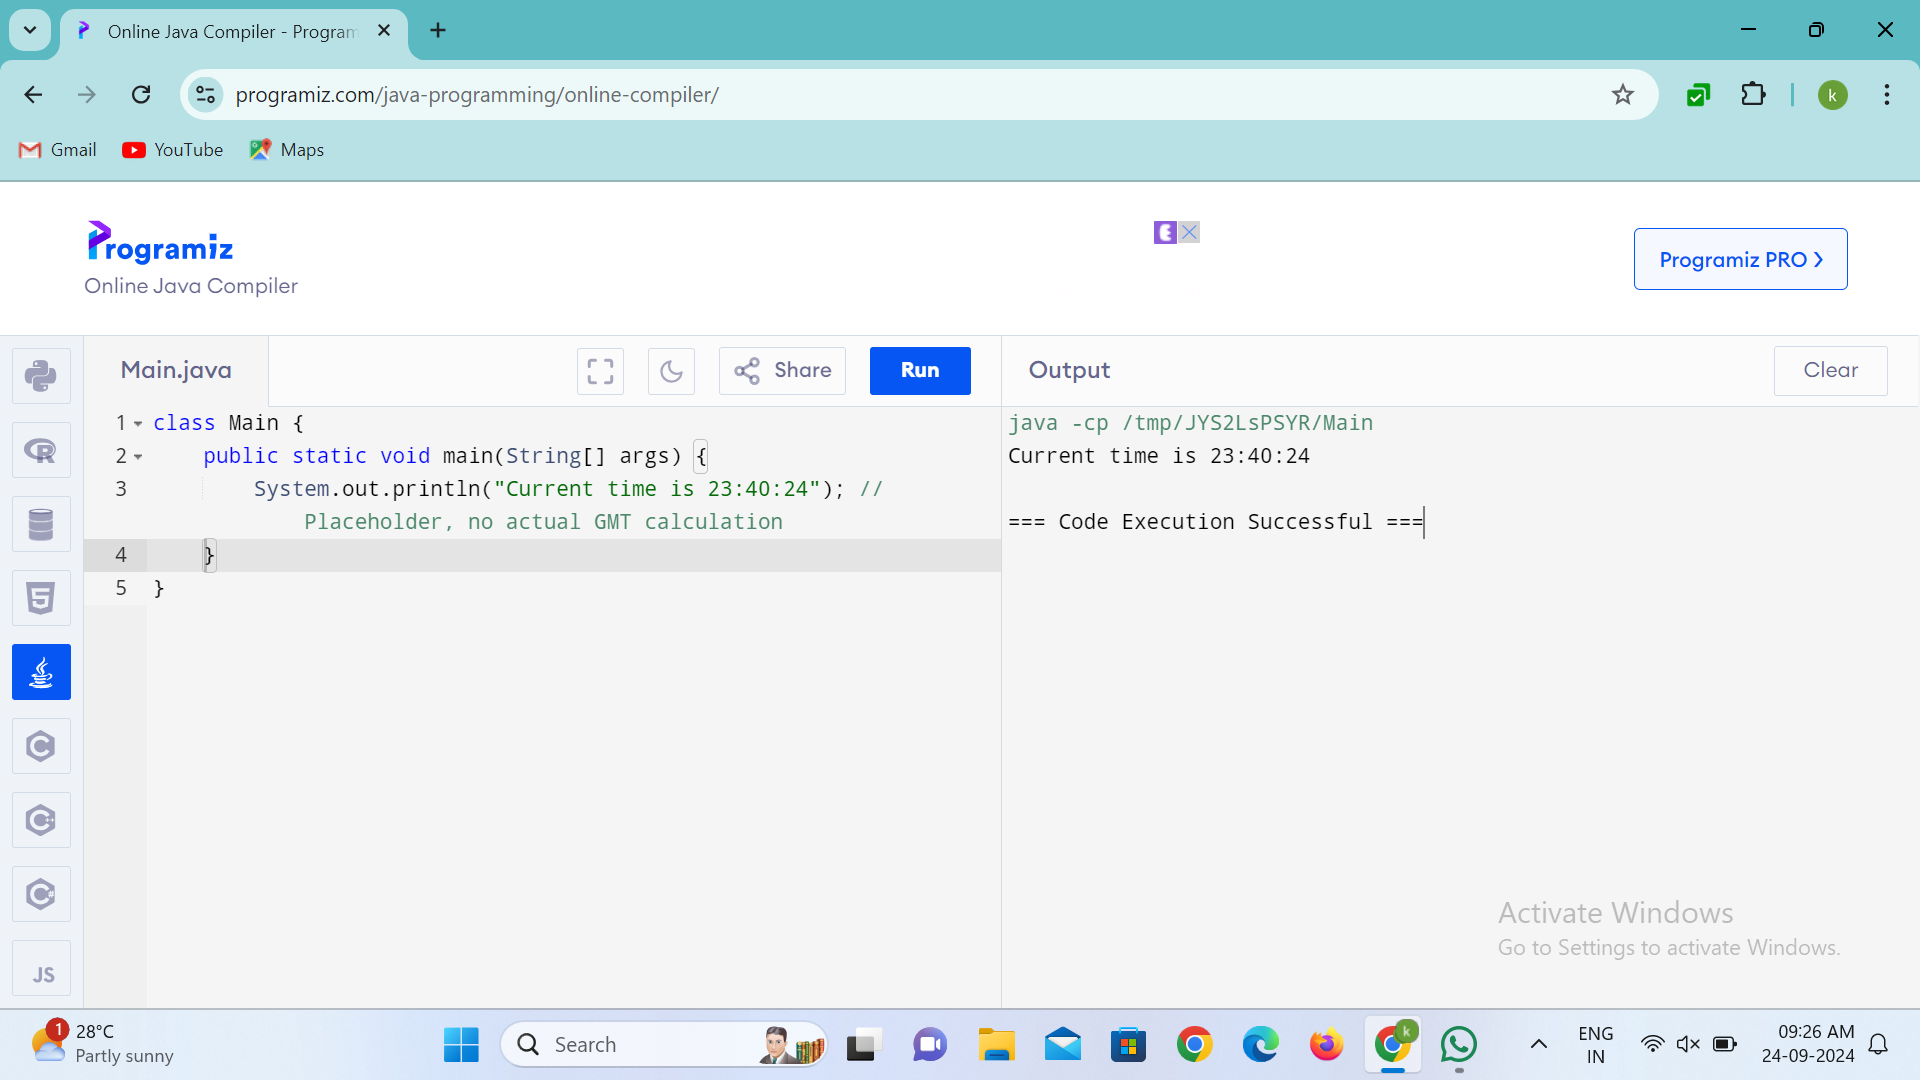 Online Java Compiler - Program
programiz.com/java-programming/online-compiler/
k
Gmail
YouTube
Maps
Programiz
Online Java Compiler
Programiz PRO ›
Main.java
Share
Run
Output
Clear
1 class Main {
2 public static void main(String[] args) {
3 System.out.println("Current time is 23:40:24"); //
Placeholder, no actual GMT calculation
4 }
5 }
java -cp /tmp/JYS2LsPSYR/Main
Current time is 23:40:24
=== Code Execution Successful ===
R
5
C
C
C#
JS
Activate Windows
Go to Settings to activate Windows.
1
28°C
Partly sunny
Search
k
ENG
IN
09:26 AM
24-09-2024